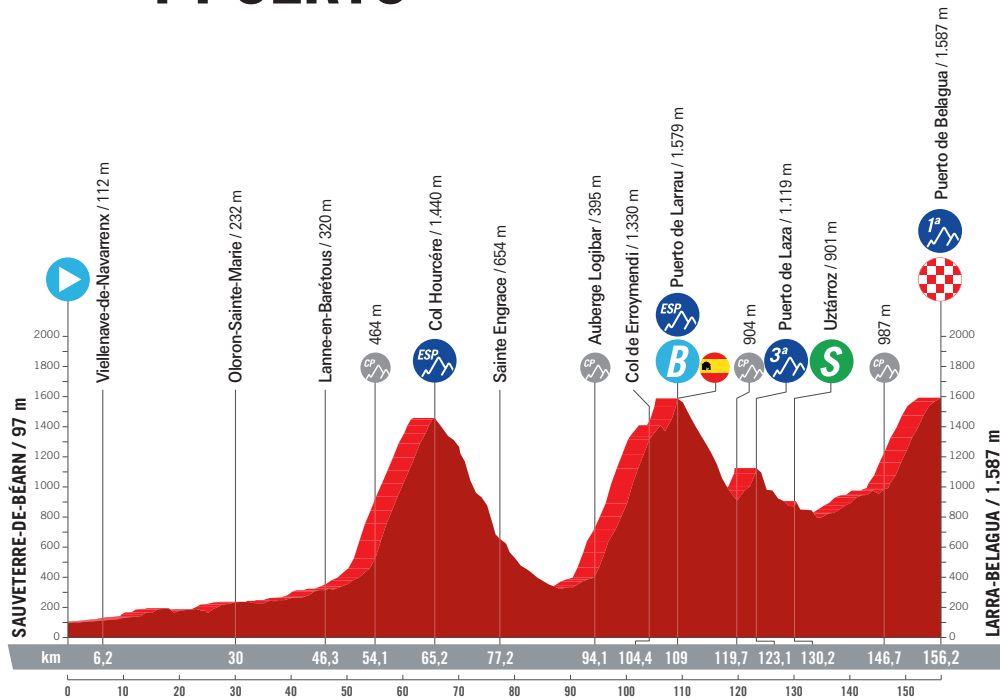 Viellenave-de-Navarrenx / 112 m
Oloron-Sainte-Marie / 232 m
Lanne-en-Barétous / 320 m
464 m
Col Hourcére / 1.440 m
Sainte Engrace / 654 m
Auberge Logibar / 395 m
Col de Erroymendi / 1.330 m
Puerto de Larrau / 1.579 m
904 m
Puerto de Laza / 1.119 m
Uztárroz / 901 m
987 m
Puerto de Belagua / 1.587 m
CP
ESP
CP
ESP
B
CP
3ª
S
CP
1ª
SAUVETERRE-DE-BÉARN / 97 m
2000
1800
1600
1400
1200
1000
800
600
400
200
0
2000
1800
1600
1400
1200
1000
800
600
400
200
0
LARRA-BELAGUA / 1.587 m
km 6,2 30 46,3 54,1 65,2 77,2 94,1 104,4 109 119,7 123,1 130,2 146,7 156,2
0 10 20 30 40 50 60 70 80 90 100 110 120 130 140 150